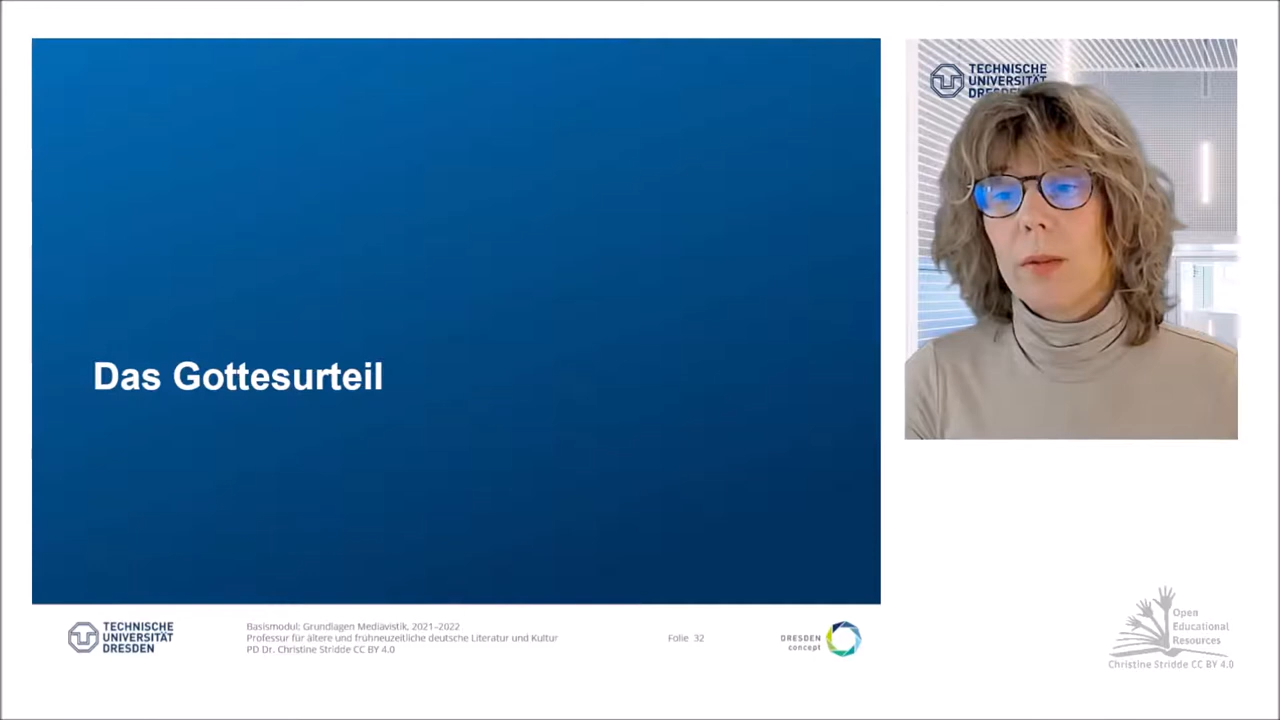 Das Gottesurteil
TECHNISCHE
UNIVERSITÄT
DRESDEN
TECHNISCHE
UNIVERSITÄT
DRESDEN
Basismodul: Grundlagen Mediävistik, 2021–2022
Professur für ältere und frühneuzeitliche deutsche Literatur und Kultur
PD Dr. Christine Stridde CC BY 4.0
Folie 32
DRESDEN
concept
Open
Educational
Resources
Christine Stridde CC BY 4.0